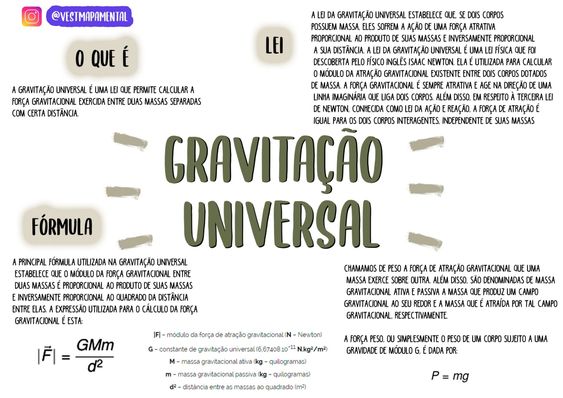 @VESTMAPAMENTAL
O QUE É
A GRAVITAÇÃO UNIVERSAL É UMA LEI QUE PERMITE CALCULAR A
FORÇA GRAVITACIONAL EXERCIDA ENTRE DUAS MASSAS SEPARADAS
COM CERTA DISTÂNCIA.
LEI
A LEI DA GRAVITAÇÃO UNIVERSAL ESTABELECE QUE, SE DOIS CORPOS
POSSUEM MASSA, ELES SOFREM A AÇÃO DE UMA FORÇA ATRATIVA
PROPORCIONAL AO PRODUTO DE SUAS MASSAS E INVERSAMENTE PROPORCIONAL
A SUA DISTÂNCIA. A LEI DA GRAVITAÇÃO UNIVERSAL É UMA LEI FÍSICA QUE FOI
DESCOBERTA PELO FÍSICO INGLÊS ISAAC NEWTON. ELA É UTILIZADA PARA CALCULAR
O MÓDULO DA ATRAÇÃO GRAVITACIONAL EXISTENTE ENTRE DOIS CORPOS DOTADOS
DE MASSA. A FORÇA GRAVITACIONAL É SEMPRE ATRATIVA E AGE NA DIREÇÃO DE UMA
LINHA IMAGINÁRIA QUE LIGA DOIS CORPOS. ALÉM DISSO, EM RESPEITO À TERCEIRA LEI
DE NEWTON, CONHECIDA COMO LEI DA AÇÃO E REAÇÃO, A FORÇA DE ATRAÇÃO É
IGUAL PARA OS DOIS CORPOS INTERAGENTES, INDEPENDENTE DE SUAS MASSAS
GRAVITAÇÃO
UNIVERSAL
FÓRMULA
A PRINCIPAL FÓRMULA UTILIZADA NA GRAVITAÇÃO UNIVERSAL
ESTABELECE QUE O MÓDULO DA FORÇA GRAVITACIONAL ENTRE
DUAS MASSAS É PROPORCIONAL AO PRODUTO DE SUAS MASSAS
E INVERSAMENTE PROPORCIONAL AO QUADRADO DA DISTÂNCIA
ENTRE ELAS. A EXPRESSÃO UTILIZADA PARA O CÁLCULO DA FORÇA
GRAVITACIONAL É ESTA:
|F⃗| = GMm/d²
|F| – módulo da força de atração gravitacional (N – Newton)
G – constante de gravitação universal (6,67408.10⁻¹¹ N.kg²/m²)
M – massa gravitacional ativa (kg – quilogramas)
m – massa gravitacional passiva (kg – quilogramas)
d² – distância entre as massas ao quadrado (m²)
CHAMAMOS DE PESO A FORÇA DE ATRAÇÃO GRAVITACIONAL QUE UMA
MASSA EXERCE SOBRE OUTRA. ALÉM DISSO, SÃO DENOMINADAS DE MASSA
GRAVITACIONAL ATIVA E PASSIVA A MASSA QUE PRODUZ UM CAMPO
GRAVITACIONAL AO SEU REDOR E A MASSA QUE É ATRAÍDA POR TAL CAMPO
GRAVITACIONAL, RESPECTIVAMENTE.
A FORÇA PESO, OU SIMPLESMENTE O PESO DE UM CORPO SUJEITO A UMA
GRAVIDADE DE MÓDULO G, É DADA POR:
P = mg